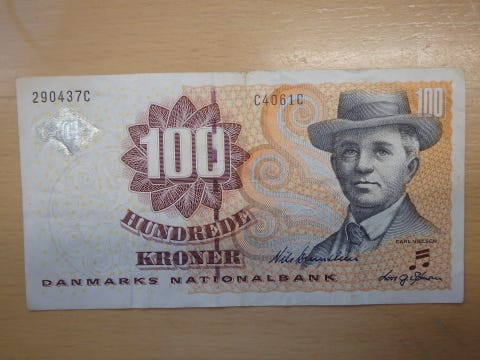 290437C
C4061C
100
100
HUNDREDE
KRONER
CARL NIELSEN
DANMARKS NATIONALBANK